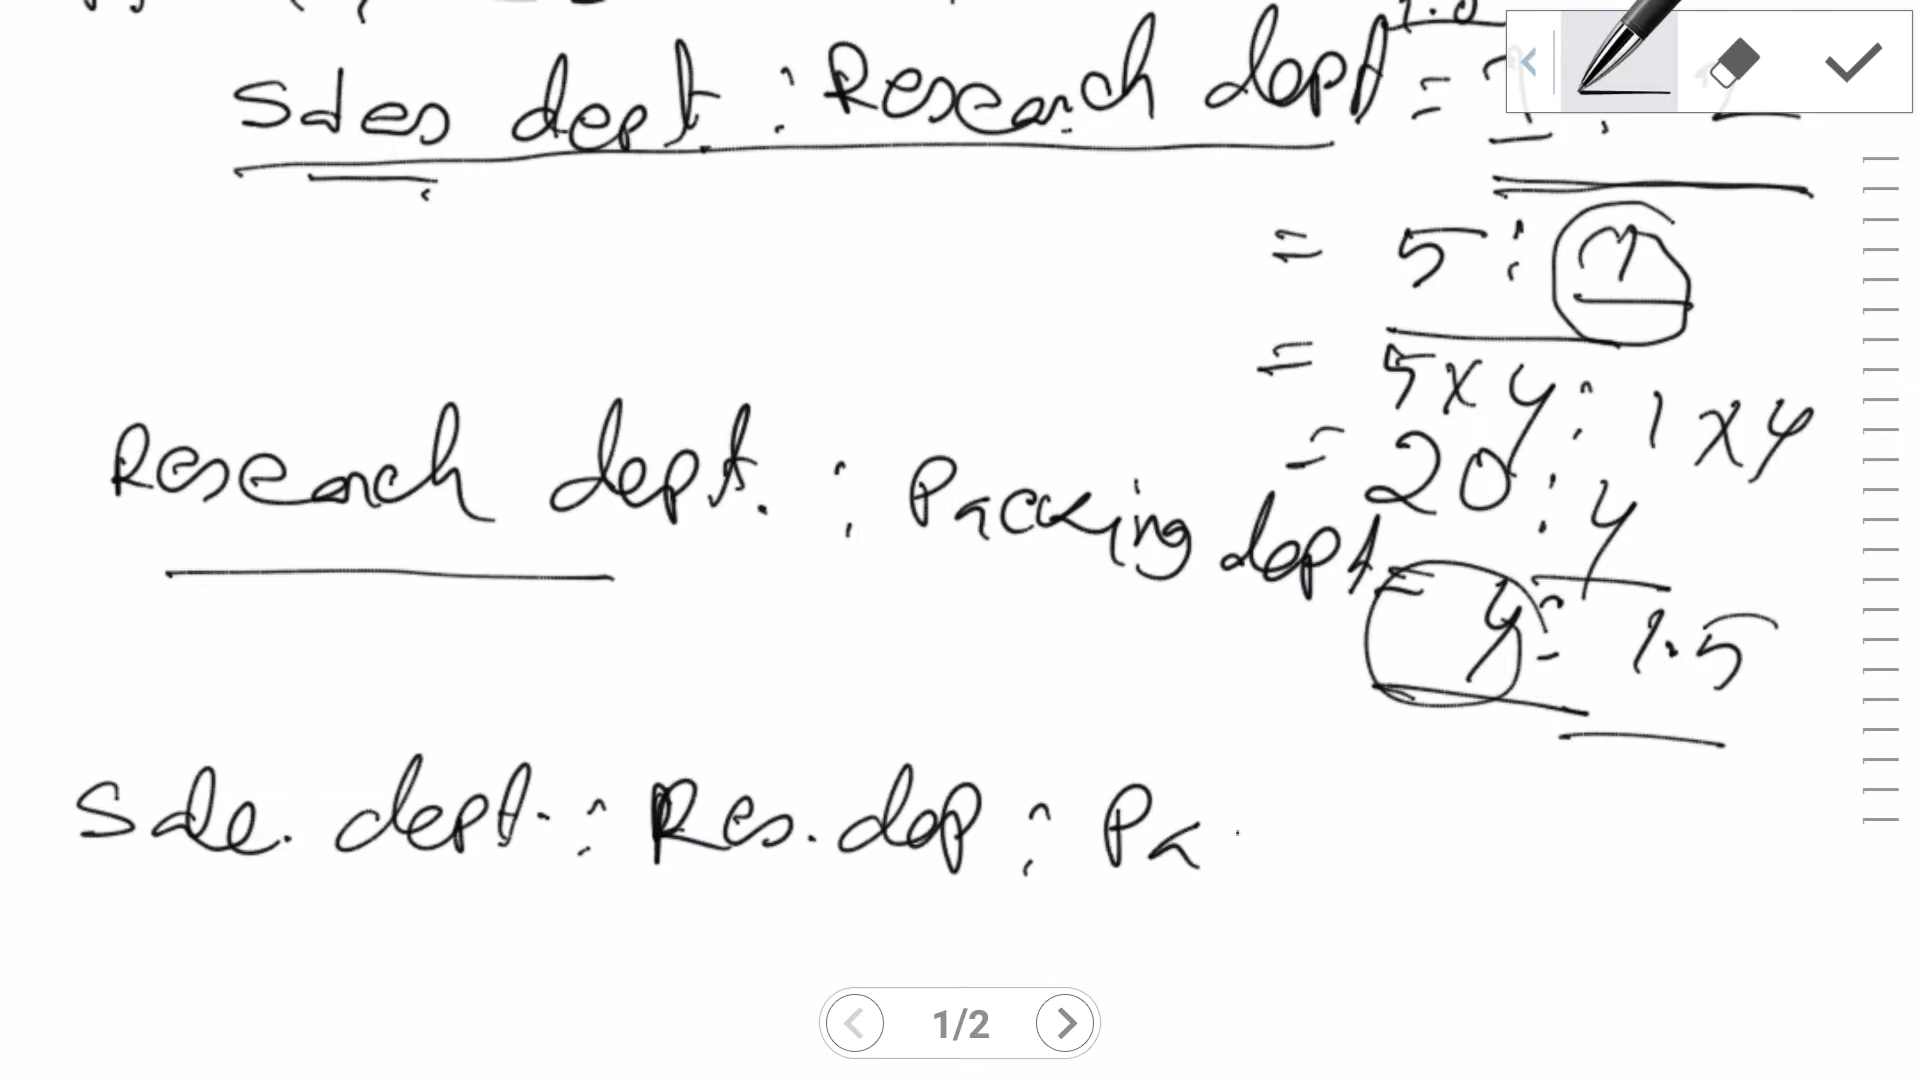 Sales dept : Research dept =
= 5 : 1
= 5 x 4 : 1 x 4
= 20 : 4
Research dept. : Packing dept = 4 : 1.5
Sale. dept. : Res. dep : Pa
1/2